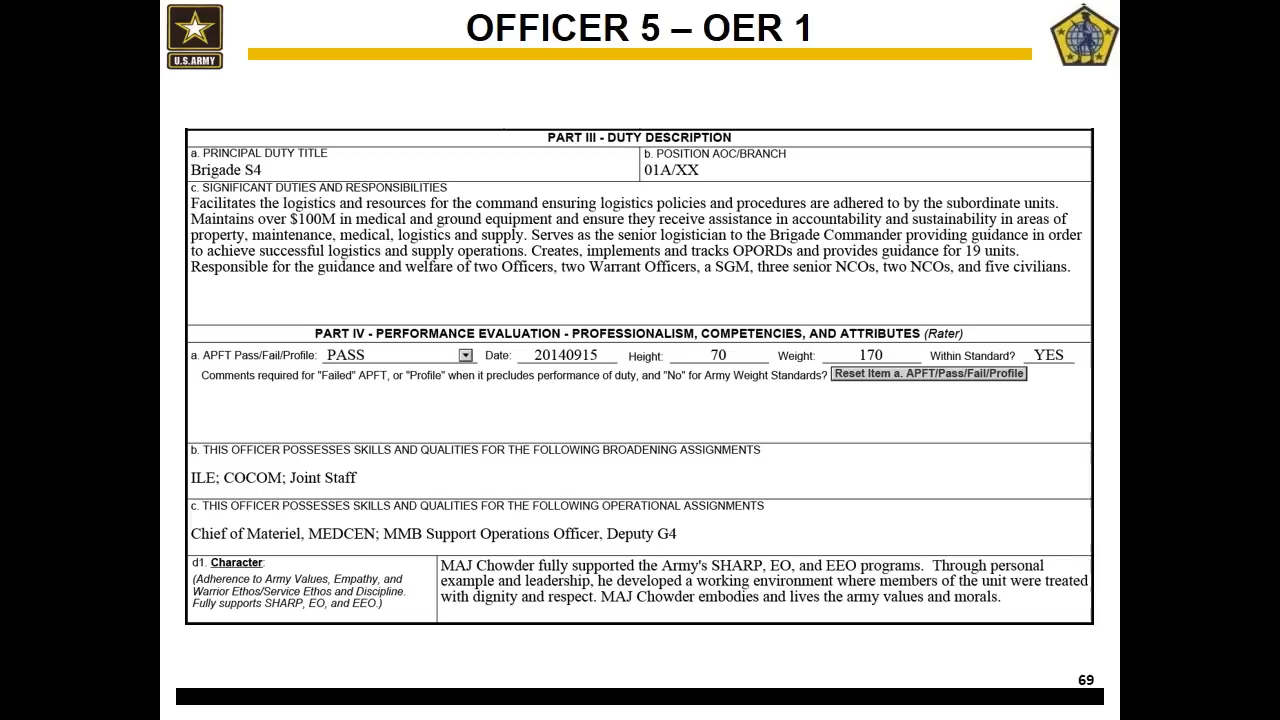 OFFICER 5 – OER 1
U.S.ARMY
PART III - DUTY DESCRIPTION
a. PRINCIPAL DUTY TITLE
Brigade S4
b. POSITION AOC/BRANCH
01A/XX
c. SIGNIFICANT DUTIES AND RESPONSIBILITIES
Facilitates the logistics and resources for the command ensuring logistics policies and procedures are adhered to by the subordinate units.
Maintains over $100M in medical and ground equipment and ensure they receive assistance in accountability and sustainability in areas of
property, maintenance, medical, logistics and supply. Serves as the senior logistician to the Brigade Commander providing guidance in order
to achieve successful logistics and supply operations. Creates, implements and tracks OPORDs and provides guidance for 19 units.
Responsible for the guidance and welfare of two Officers, two Warrant Officers, a SGM, three senior NCOs, two NCOs, and five civilians.
PART IV - PERFORMANCE EVALUATION - PROFESSIONALISM, COMPETENCIES, AND ATTRIBUTES (Rater)
a. APFT Pass/Fail/Profile: PASS Date: 20140915 Height: 70 Weight: 170 Within Standard? YES
Comments required for "Failed" APFT, or "Profile" when it precludes performance of duty, and "No" for Army Weight Standards? Reset Item a. APFT/Pass/Fail/Profile
b. THIS OFFICER POSSESSES SKILLS AND QUALITIES FOR THE FOLLOWING BROADENING ASSIGNMENTS
ILE; COCOM; Joint Staff
c. THIS OFFICER POSSESSES SKILLS AND QUALITIES FOR THE FOLLOWING OPERATIONAL ASSIGNMENTS
Chief of Materiel, MEDCEN; MMB Support Operations Officer, Deputy G4
d1. Character:
(Adherence to Army Values, Empathy, and
Warrior Ethos/Service Ethos and Discipline.
Fully supports SHARP, EO, and EEO.)
MAJ Chowder fully supported the Army's SHARP, EO, and EEO programs. Through personal
example and leadership, he developed a working environment where members of the unit were treated
with dignity and respect. MAJ Chowder embodies and lives the army values and morals.
69